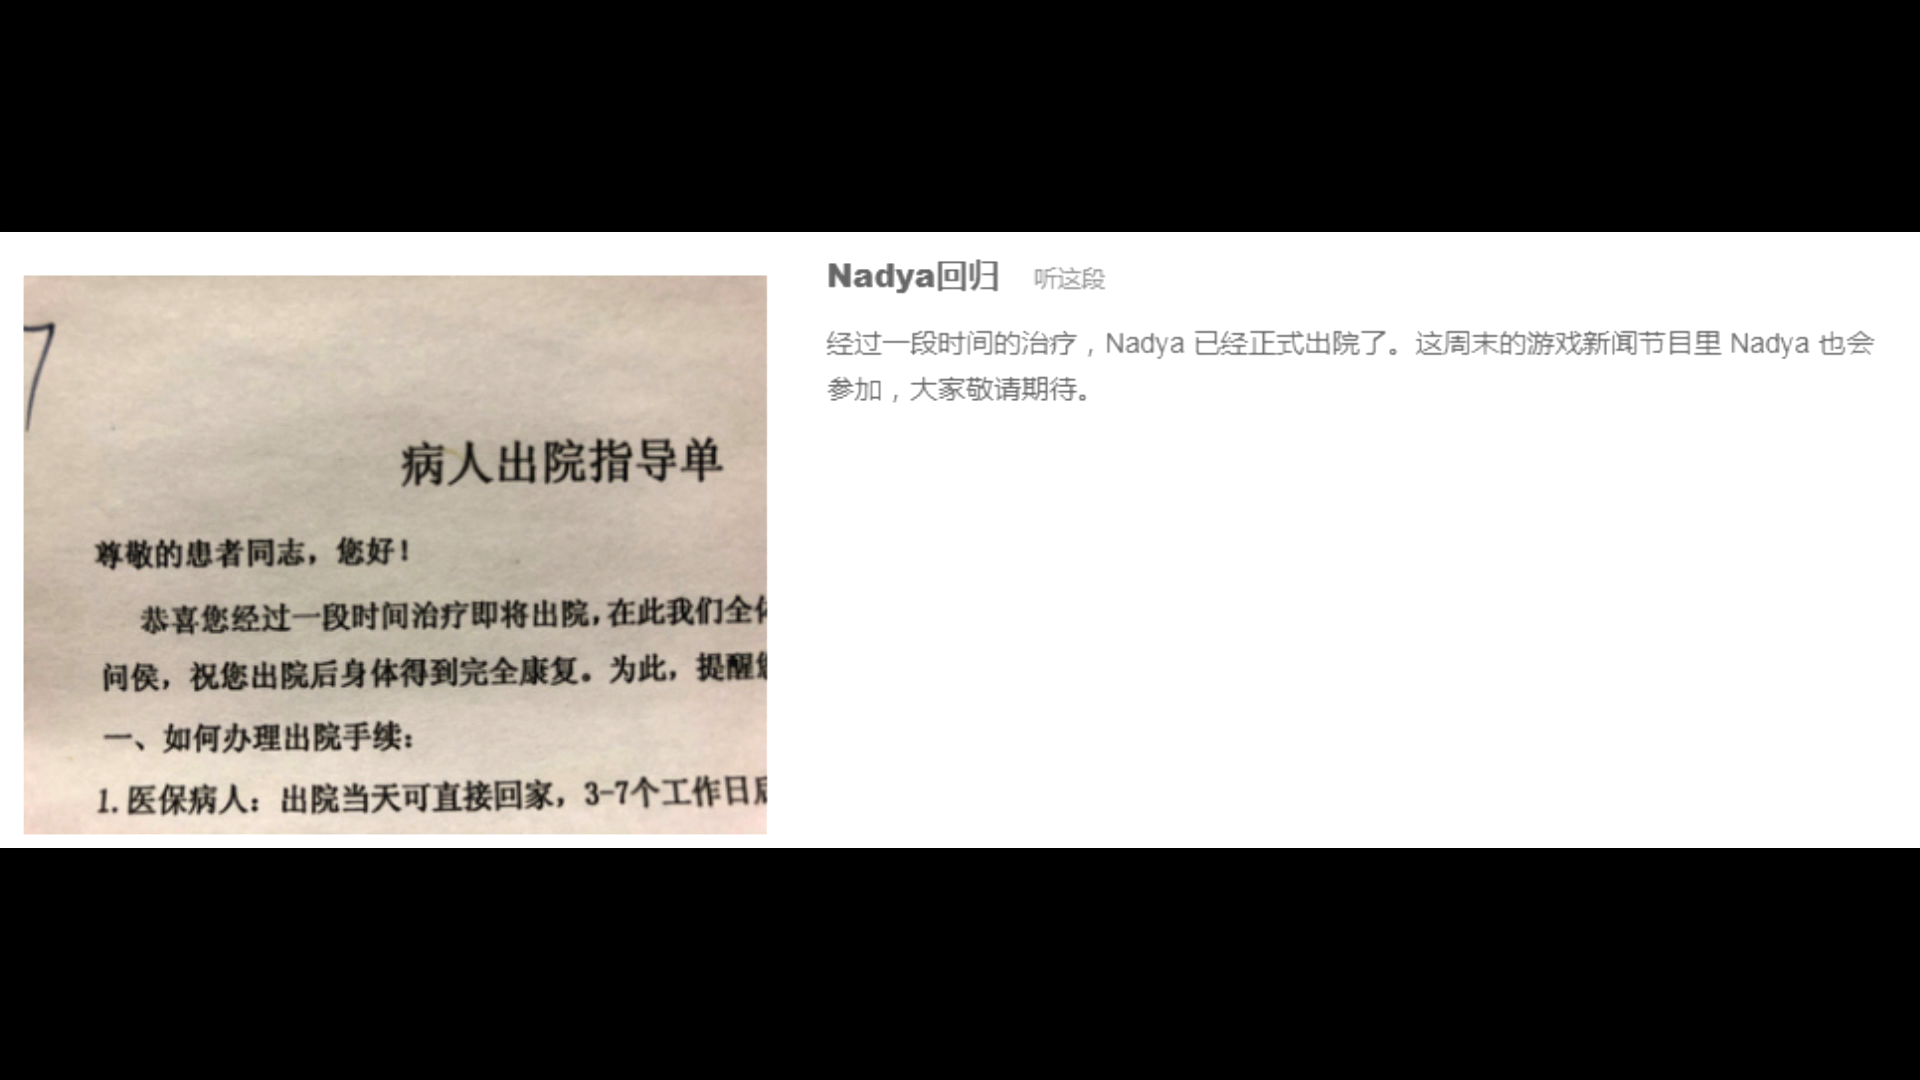 Nadya回归 听这段
经过一段时间的治疗，Nadya 已经正式出院了。这周末的游戏新闻节目里 Nadya 也会
参加，大家敬请期待。
7
病人出院指导单
尊敬的患者同志，您好！
恭喜您经过一段时间治疗即将出院，在此我们全体
问侯，祝您出院后身体得到完全康复。为此，提醒
一、如何办理出院手续：
1. 医保病人：出院当天可直接回家，3-7个工作日